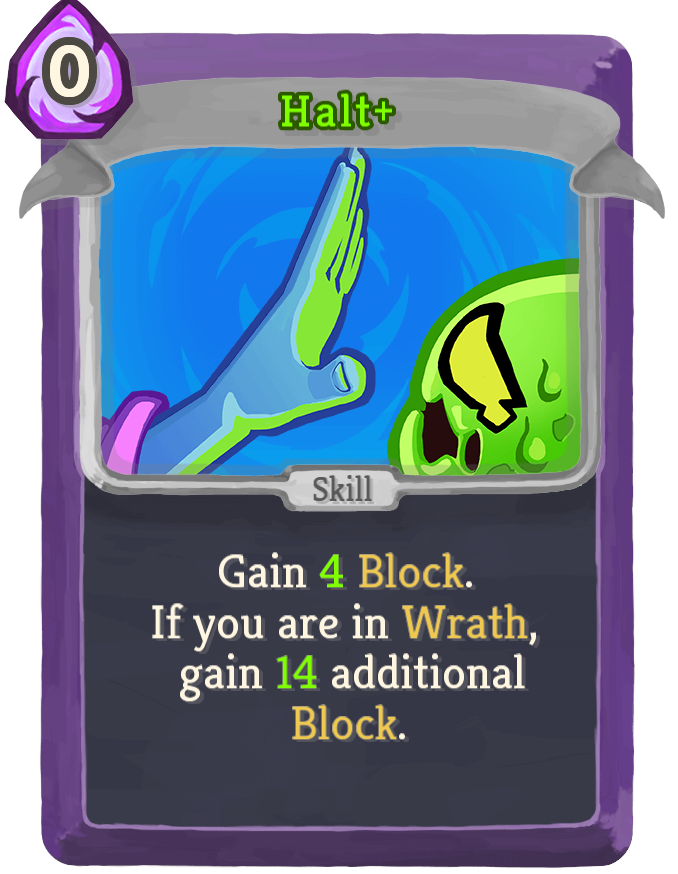 0
Halt+
Skill
Gain 4 Block.
If you are in Wrath,
gain 14 additional
Block.